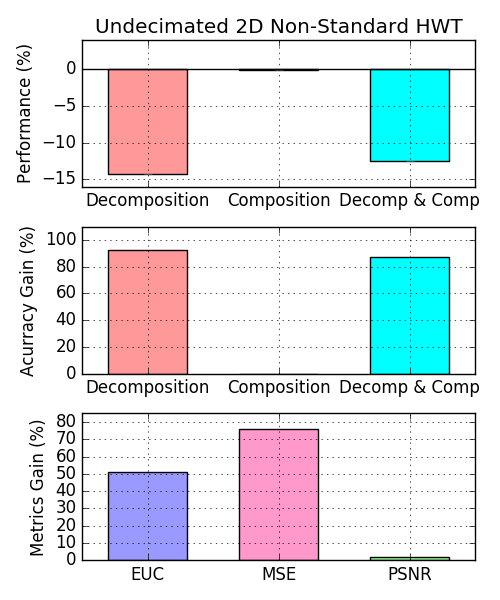 Undecimated 2D Non-Standard HWT
Performance (%)
0
−5
−10
−15
Decomposition Composition Decomp & Comp
Acurracy Gain (%)
100
80
60
40
20
0
Decomposition Composition Decomp & Comp
Metrics Gain (%)
80
70
60
50
40
30
20
10
0
EUC MSE PSNR